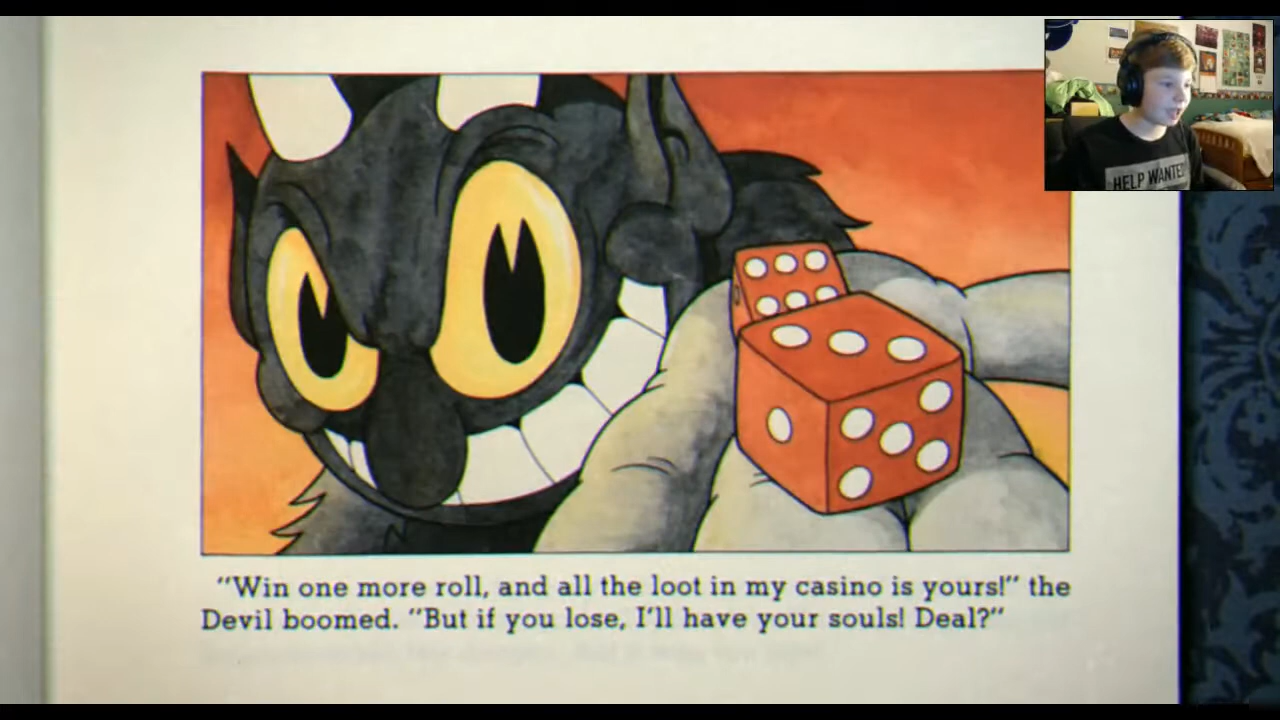 HELP WANTED
"Win one more roll, and all the loot in my casino is yours!" the
Devil boomed. "But if you lose, I'll have your souls! Deal?"